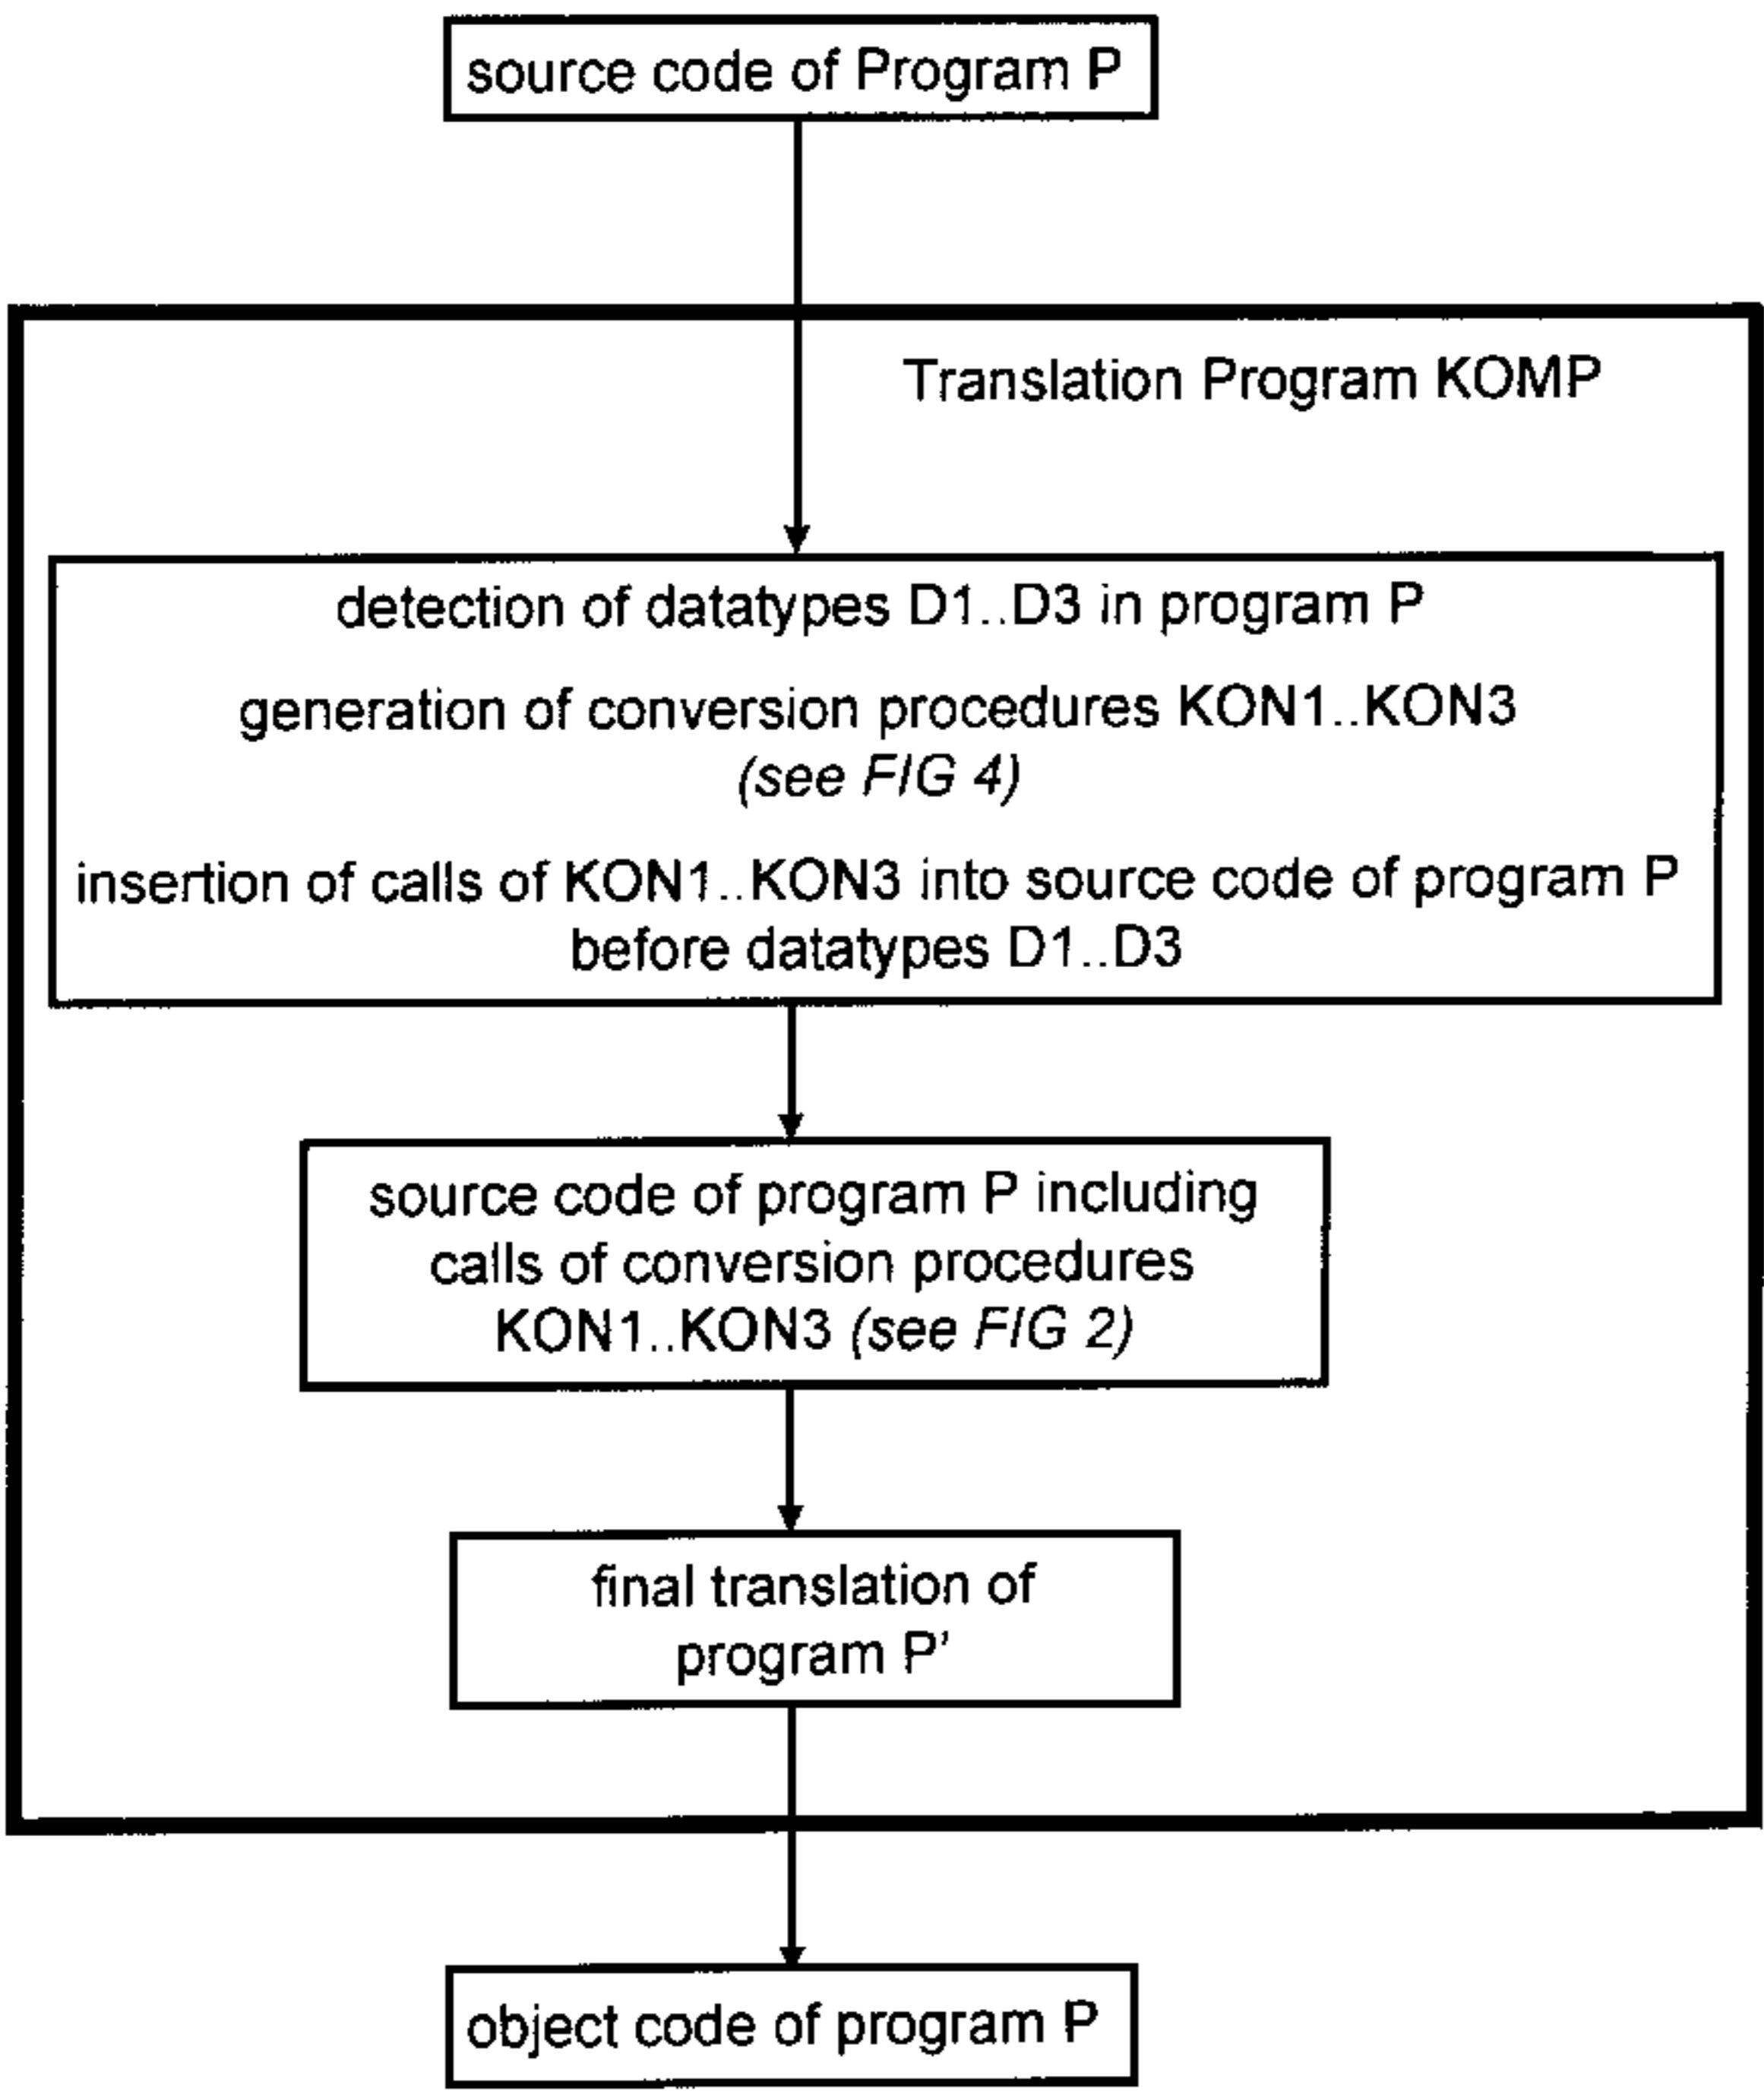 source code of Program P
Translation Program KOMP
detection of datatypes D1..D3 in program P
generation of conversion procedures KON1..KON3
(see FIG 4)
insertion of calls of KON1..KON3 into source code of program P
before datatypes D1..D3
source code of program P including
calls of conversion procedures
KON1..KON3 (see FIG 2)
final translation of
program P'
object code of program P